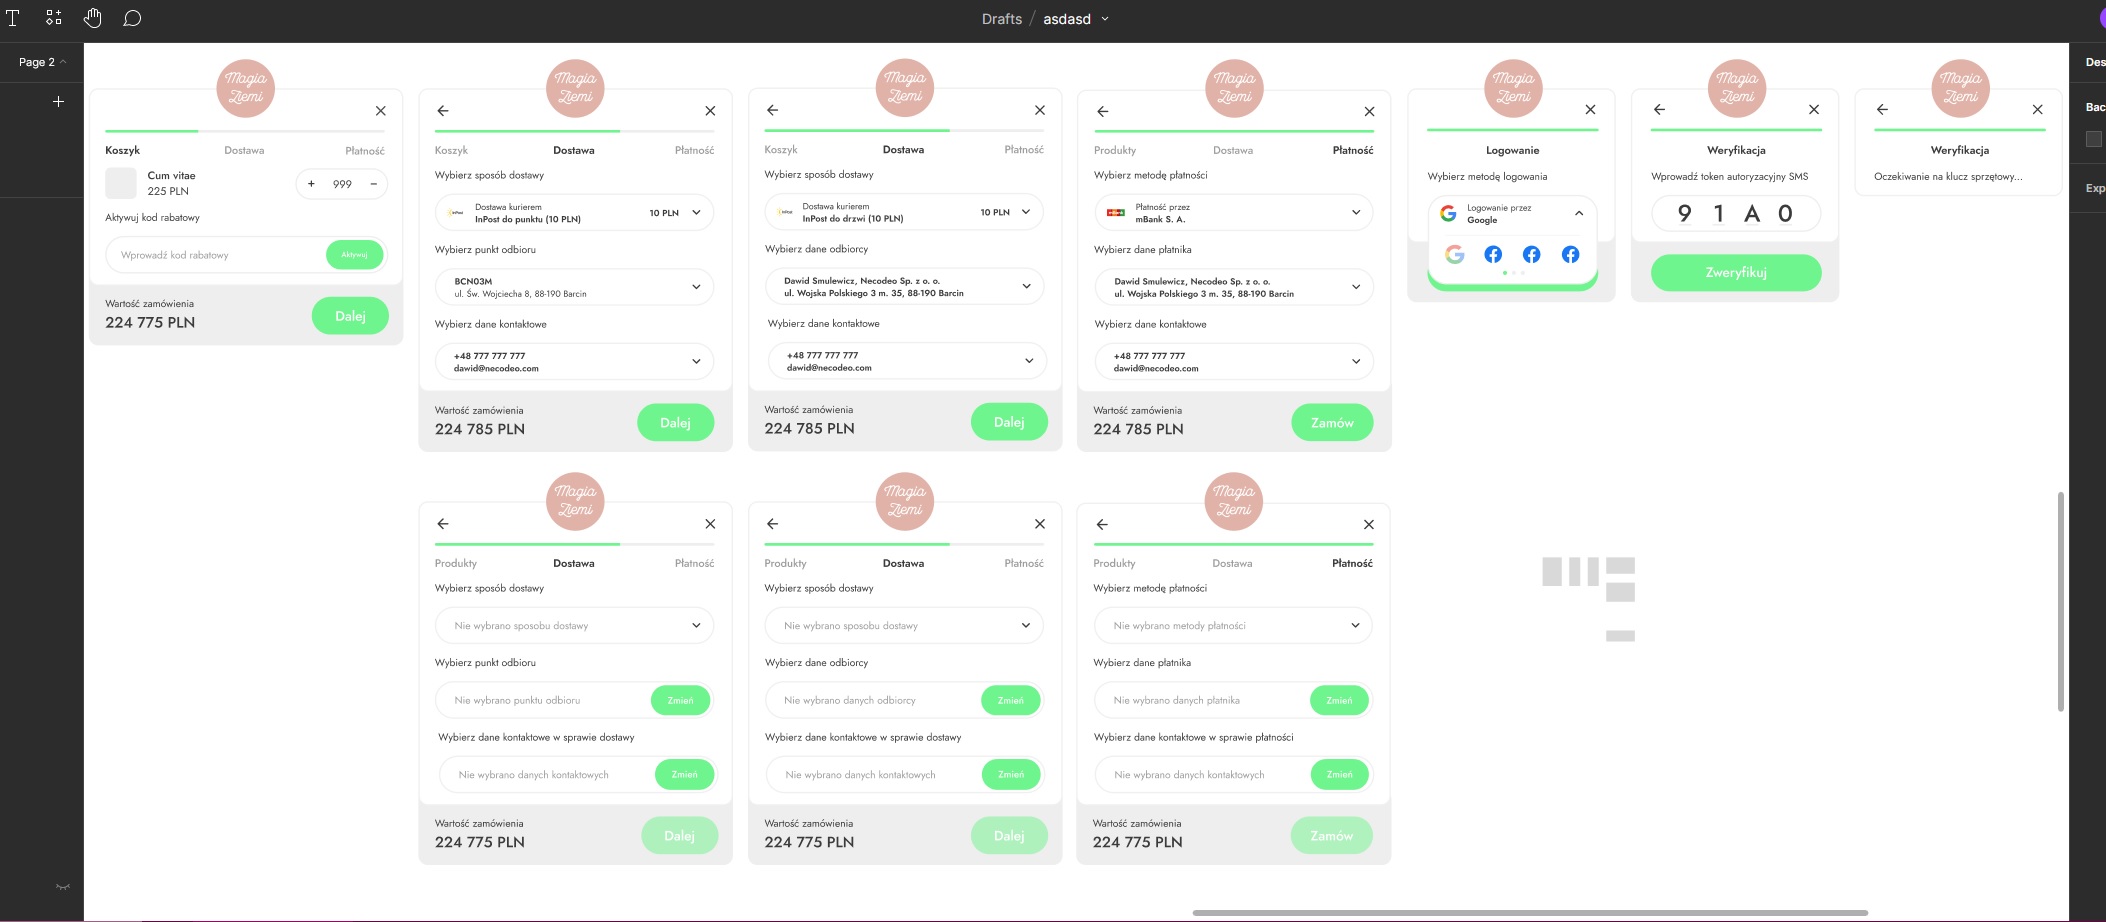 Drafts / asdasd
Page 2
Des
Bac
Exp
Magia
Ziemi
Koszyk
Dostawa
Płatność
Cum vitae
225 PLN
+ 999 −
Aktywuj kod rabatowy
Wprowadź kod rabatowy
Aktywuj
Wartość zamówienia
224 775 PLN
Dalej
Magia
Ziemi
Koszyk
Dostawa
Płatność
Wybierz sposób dostawy
InPost
Dostawa kurierem
InPost do punktu (10 PLN)
10 PLN
Wybierz punkt odbioru
BCN03M
ul. Św. Wojciecha 8, 88-190 Barcin
Wybierz dane kontaktowe
+48 777 777 777
dawid@necodeo.com
Wartość zamówienia
224 785 PLN
Dalej
Magia
Ziemi
Koszyk
Dostawa
Płatność
Wybierz sposób dostawy
InPost
Dostawa kurierem
InPost do drzwi (10 PLN)
10 PLN
Wybierz dane odbiorcy
Dawid Smulewicz, Necodeo Sp. z o. o.
ul. Wojska Polskiego 3 m. 35, 88-190 Barcin
Wybierz dane kontaktowe
+48 777 777 777
dawid@necodeo.com
Wartość zamówienia
224 785 PLN
Dalej
Magia
Ziemi
Produkty
Dostawa
Płatność
Wybierz metodę płatności
Płatność przez
mBank S. A.
Wybierz dane płatnika
Dawid Smulewicz, Necodeo Sp. z o. o.
ul. Wojska Polskiego 3 m. 35, 88-190 Barcin
Wybierz dane kontaktowe
+48 777 777 777
dawid@necodeo.com
Wartość zamówienia
224 785 PLN
Zamów
Magia
Ziemi
Logowanie
Wybierz metodę logowania
Logowanie przez
Google
Magia
Ziemi
Weryfikacja
Wprowadź token autoryzacyjny SMS
9 1 A 0
Zweryfikuj
Magia
Ziemi
Weryfikacja
Oczekiwanie na klucz sprzętowy...
Magia
Ziemi
Produkty
Dostawa
Płatność
Wybierz sposób dostawy
Nie wybrano sposobu dostawy
Wybierz punkt odbioru
Nie wybrano punktu odbioru
Zmień
Wybierz dane kontaktowe w sprawie dostawy
Nie wybrano danych kontaktowych
Zmień
Wartość zamówienia
224 775 PLN
Dalej
Magia
Ziemi
Produkty
Dostawa
Płatność
Wybierz sposób dostawy
Nie wybrano sposobu dostawy
Wybierz dane odbiorcy
Nie wybrano danych odbiorcy
Zmień
Wybierz dane kontaktowe w sprawie dostawy
Nie wybrano danych kontaktowych
Zmień
Wartość zamówienia
224 775 PLN
Dalej
Magia
Ziemi
Produkty
Dostawa
Płatność
Wybierz metodę płatności
Nie wybrano metody płatności
Wybierz dane płatnika
Nie wybrano danych płatnika
Zmień
Wybierz dane kontaktowe w sprawie płatności
Nie wybrano danych kontaktowych
Zmień
Wartość zamówienia
224 775 PLN
Zamów